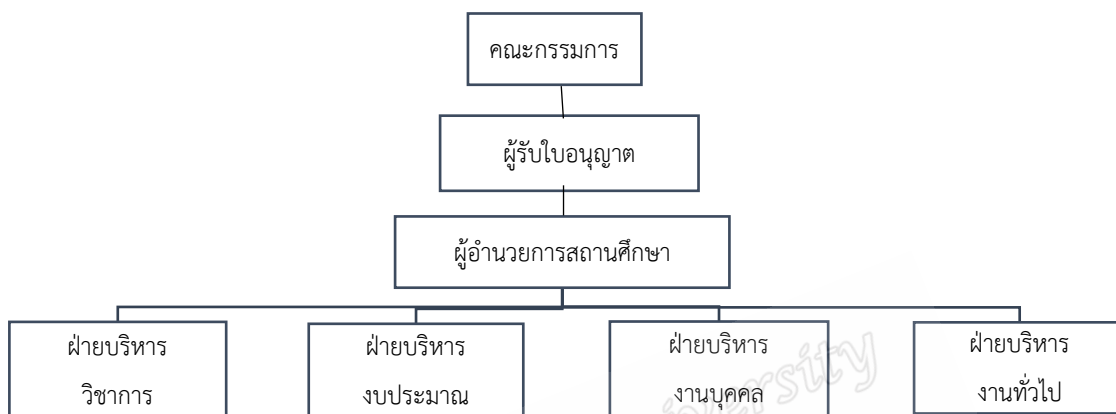 คณะกรรมการ
ผู้รับใบอนุญาต
ผู้อำนวยการสถานศึกษา
ฝ่ายบริหาร
วิชาการ
ฝ่ายบริหาร
งบประมาณ
ฝ่ายบริหาร
งานบุคคล
ฝ่ายบริหาร
งานทั่วไป